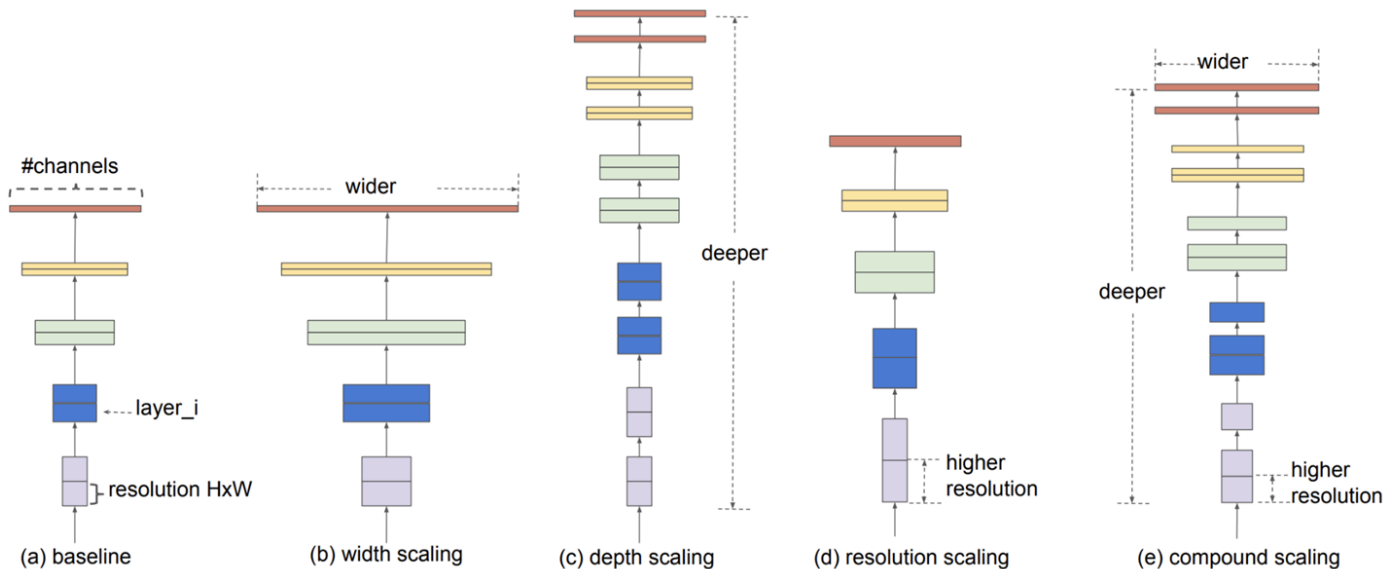 #channels
layer_i
resolution HxW
(a) baseline
wider
(b) width scaling
deeper
(c) depth scaling
higher
resolution
(d) resolution scaling
wider
deeper
higher
resolution
(e) compound scaling